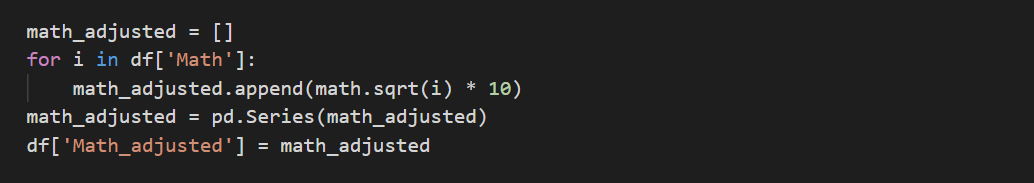 math_adjusted = []
for i in df['Math']:
    math_adjusted.append(math.sqrt(i) * 10)
math_adjusted = pd.Series(math_adjusted)
df['Math_adjusted'] = math_adjusted